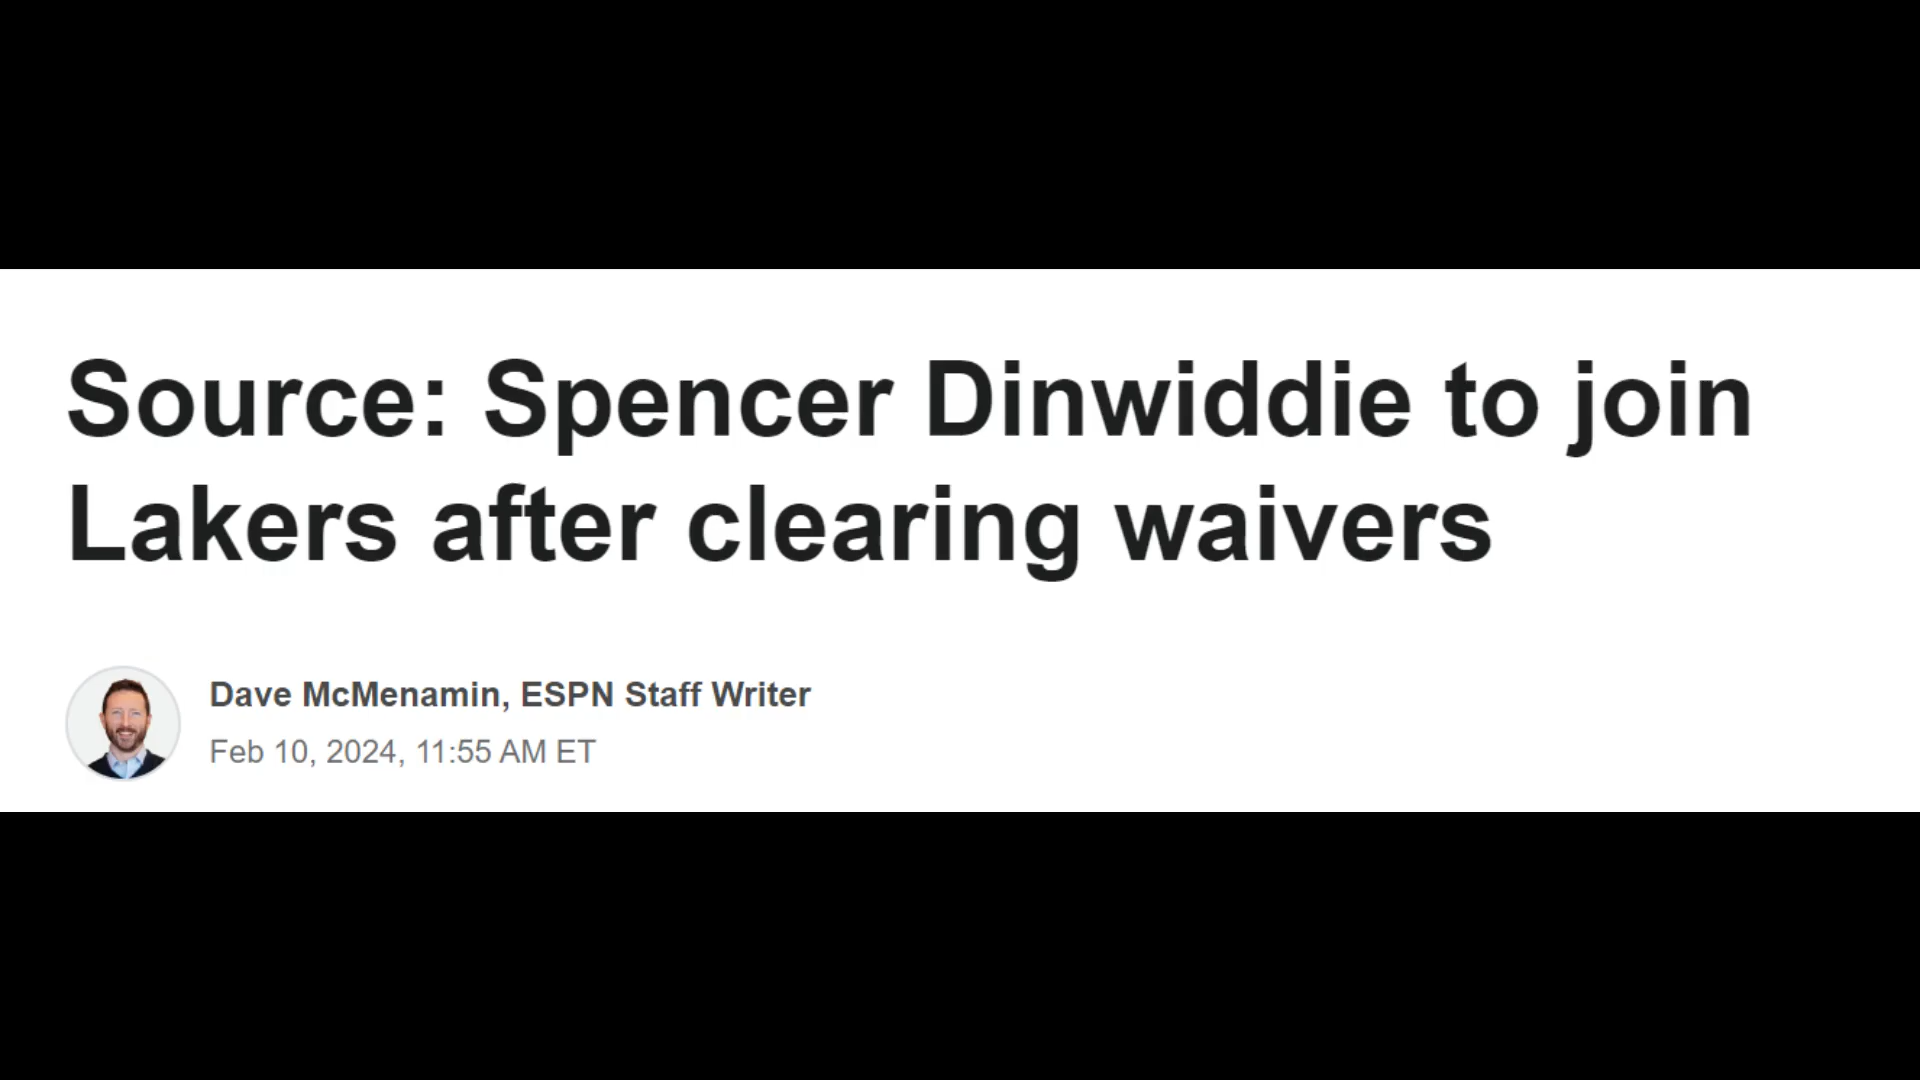 Source: Spencer Dinwiddie to join
Lakers after clearing waivers
Dave McMenamin, ESPN Staff Writer
Feb 10, 2024, 11:55 AM ET